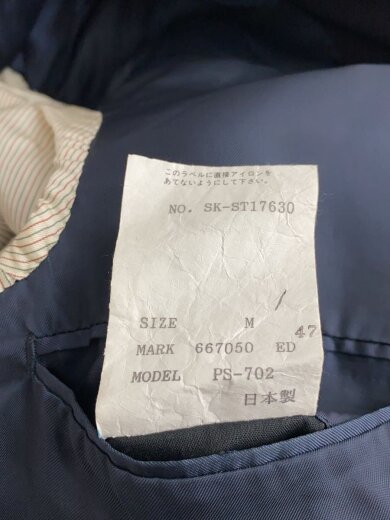 このラベルに直接アイロンを
あてないようにして下さい。
NO. SK-ST17630
/
SIZE M
47
MARK 667050 ED
MODEL PS-702
日本製